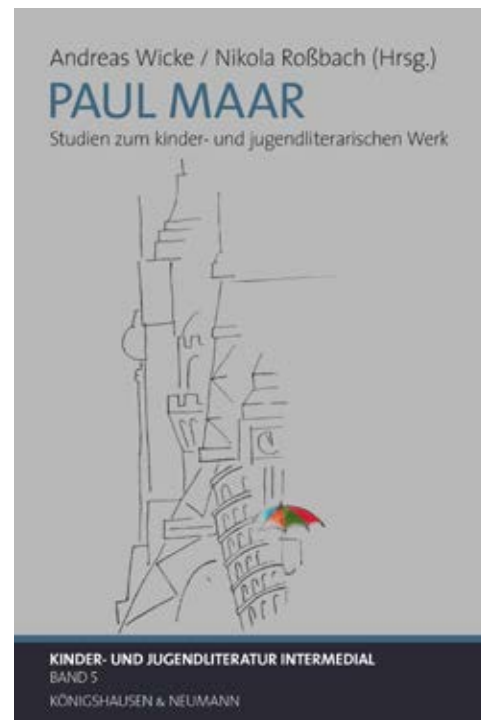 Andreas Wicke / Nikola Roßbach (Hrsg.)
PAUL MAAR
Studien zum kinder- und jugendliterarischen Werk
KINDER- UND JUGENDLITERATUR INTERMEDIAL
BAND 5
KÖNIGSHAUSEN & NEUMANN